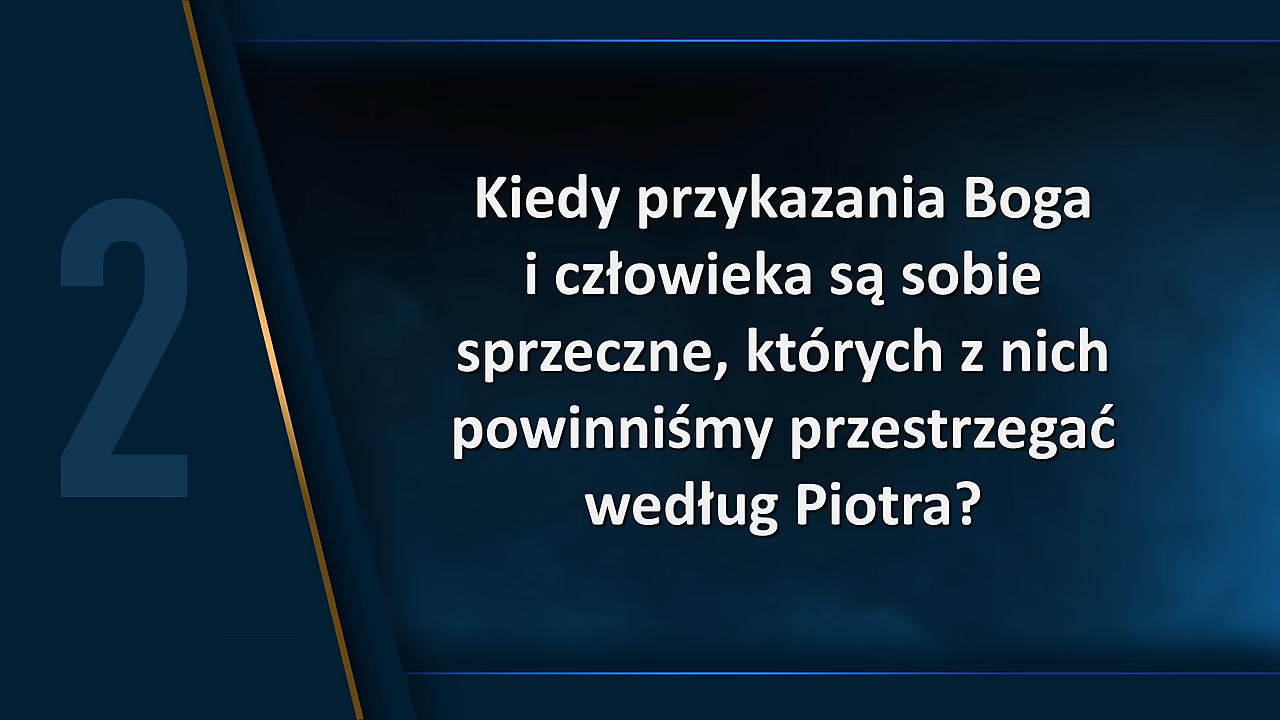 2
Kiedy przykazania Boga
i człowieka są sobie
sprzeczne, których z nich
powinniśmy przestrzegać
według Piotra?